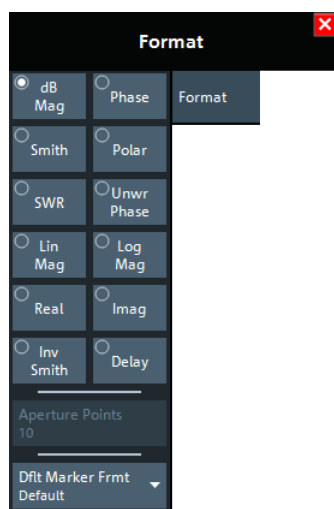 Format
dB
Mag
Phase
Format
Smith
Polar
SWR
Unwr
Phase
Lin
Mag
Log
Mag
Real
Imag
Inv
Smith
Delay
Aperture Points
10
Dflt Marker Frmt
Default